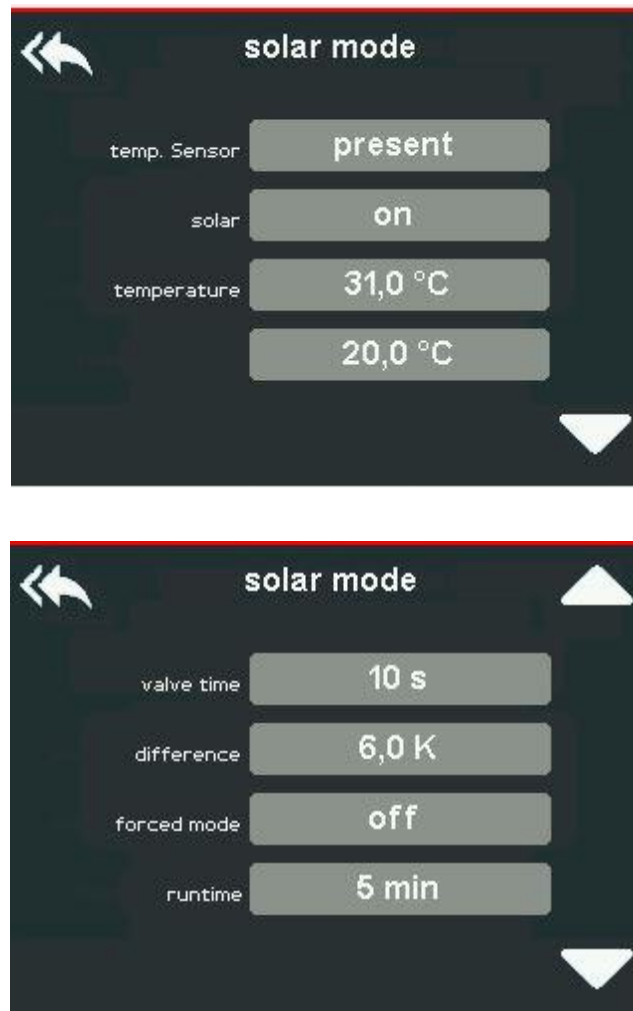 solar mode
temp. Sensor present
solar on
temperature 31,0 °C
20,0 °C
solar mode
valve time 10 s
difference 6,0 K
forced mode off
runtime 5 min